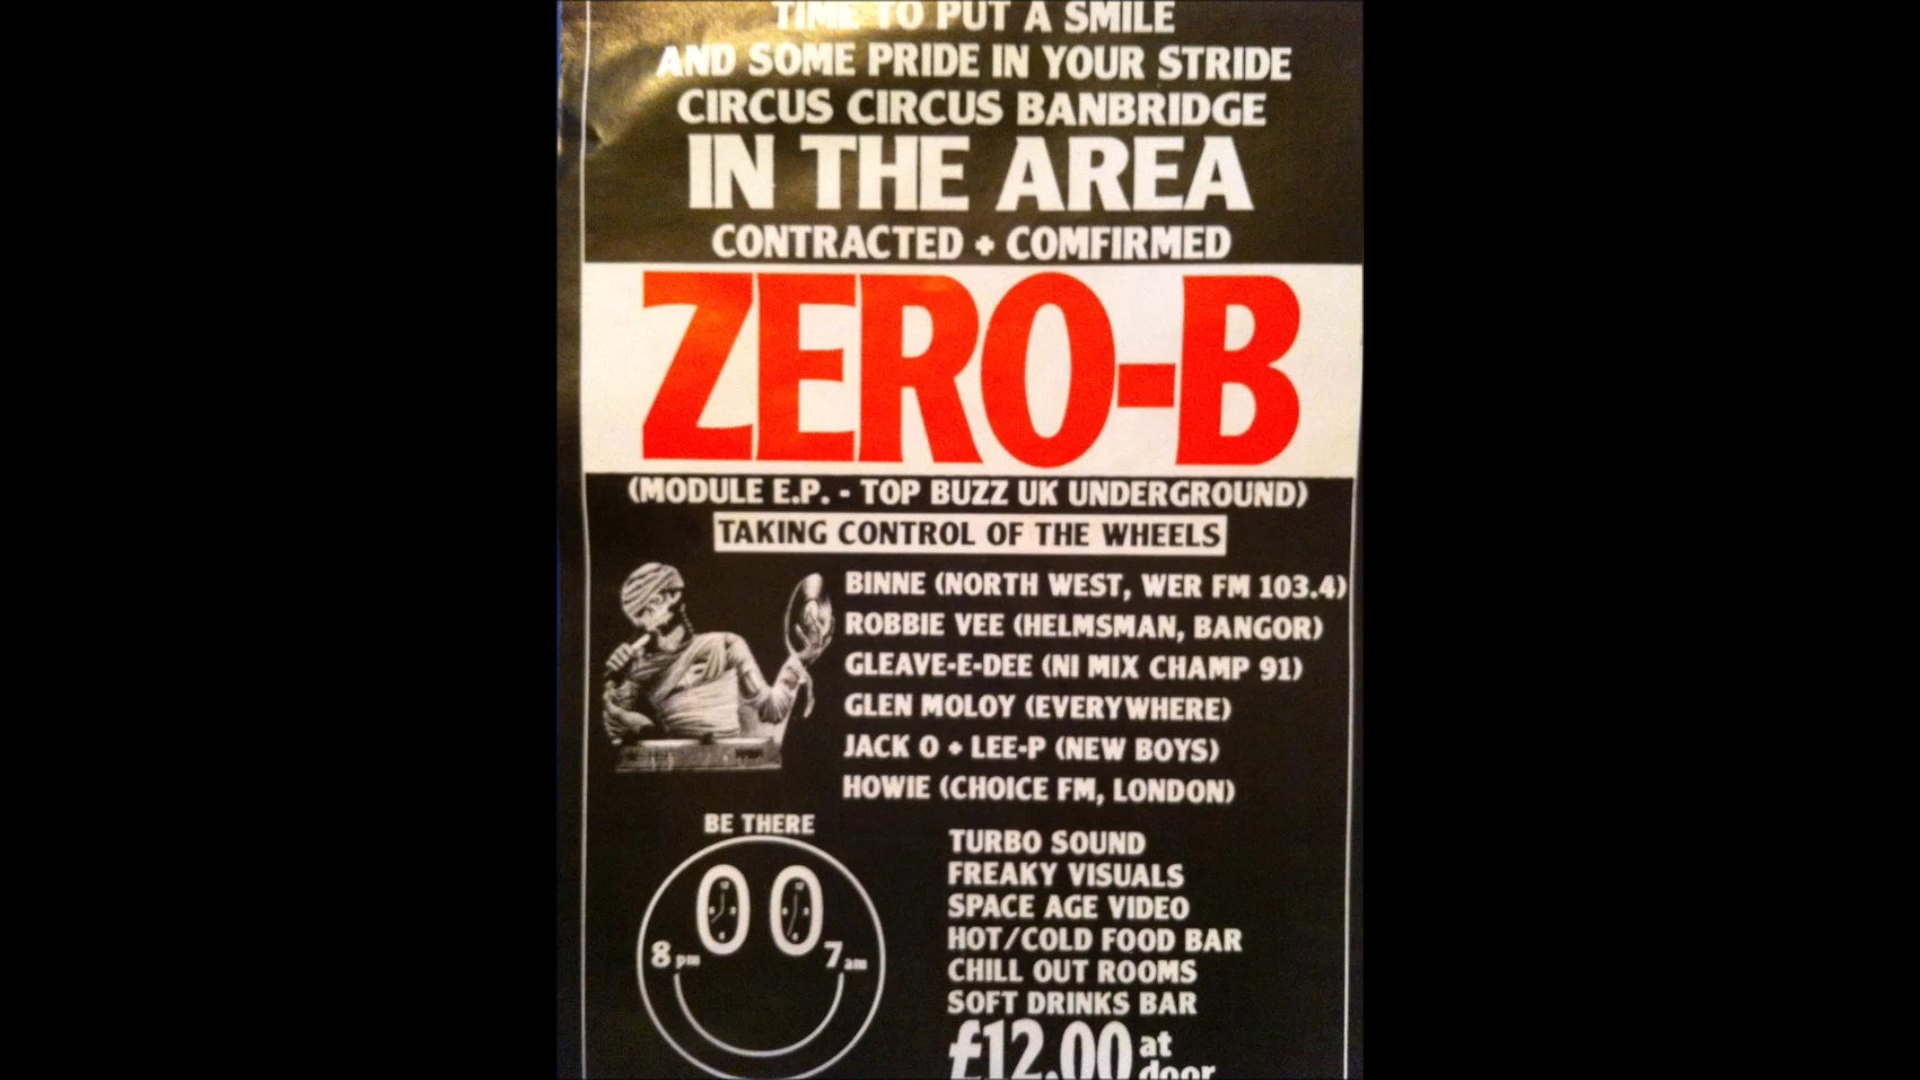 TIME TO PUT A SMILE
AND SOME PRIDE IN YOUR STRIDE
CIRCUS CIRCUS BANBRIDGE
IN THE AREA
CONTRACTED + COMFIRMED
ZERO-B
(MODULE E.P. - TOP BUZZ UK UNDERGROUND)
TAKING CONTROL OF THE WHEELS
BINNE (NORTH WEST, WER FM 103.4)
ROBBIE VEE (HELMSMAN, BANGOR)
GLEAVE-E-DEE (NI MIX CHAMP 91)
GLEN MOLOY (EVERYWHERE)
JACK O + LEE-P (NEW BOYS)
HOWIE (CHOICE FM, LONDON)
BE THERE
8pm
7am
TURBO SOUND
FREAKY VISUALS
SPACE AGE VIDEO
HOT/COLD FOOD BAR
CHILL OUT ROOMS
SOFT DRINKS BAR
£12.00 at door